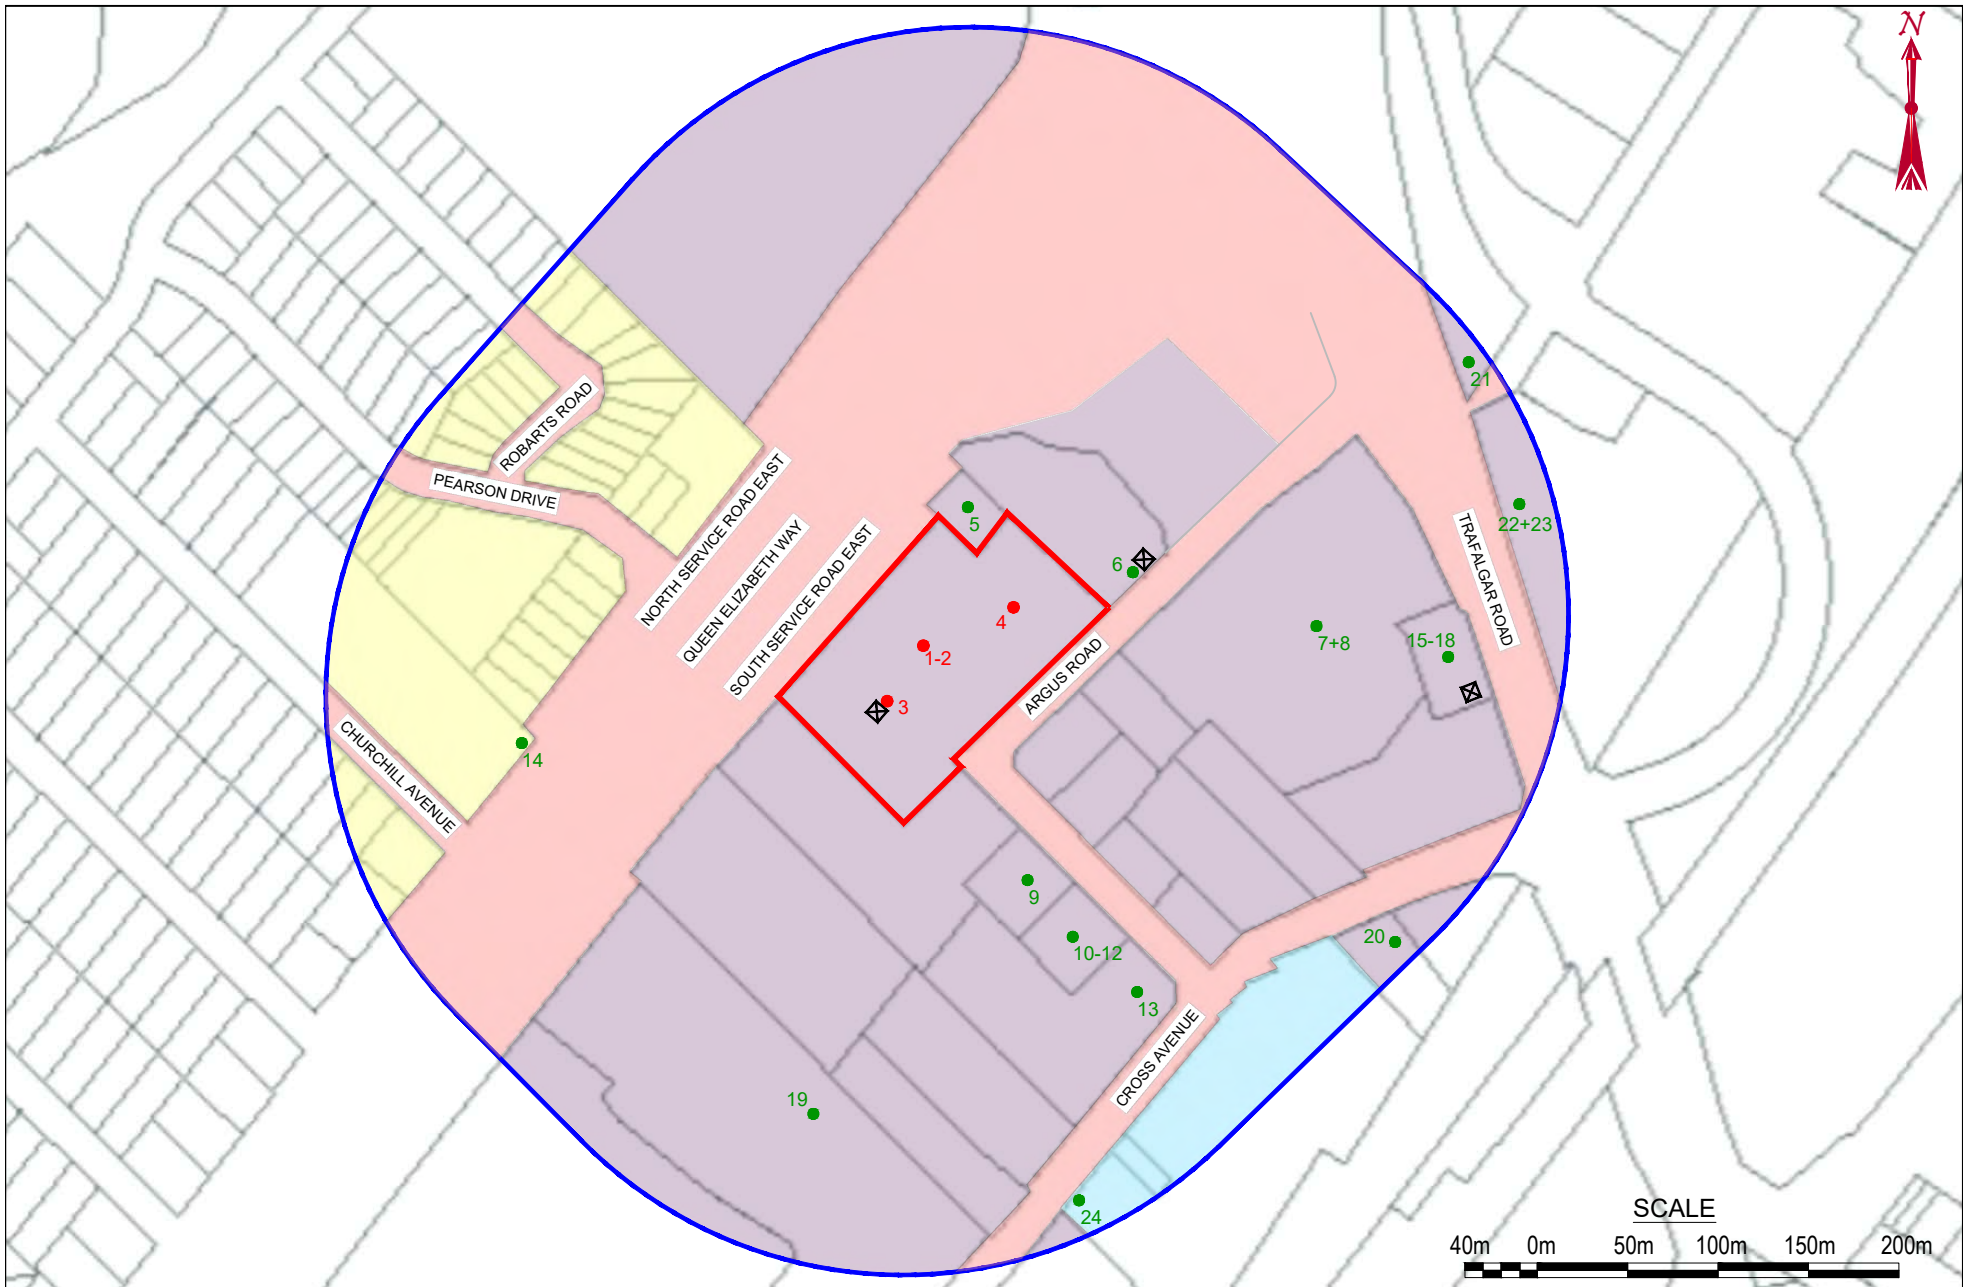 N
ROBARTS ROAD
PEARSON DRIVE
NORTH SERVICE ROAD EAST
QUEEN ELIZABETH WAY
SOUTH SERVICE ROAD EAST
21
5
22+23
TRAFALGAR ROAD
6
4
7+8
15-18
1-2
ARGUS ROAD
3
CHURCHILL AVENUE
14
9
20
10-12
13
CROSS AVENUE
19
24
SCALE
40m 0m 50m 100m 150m 200m